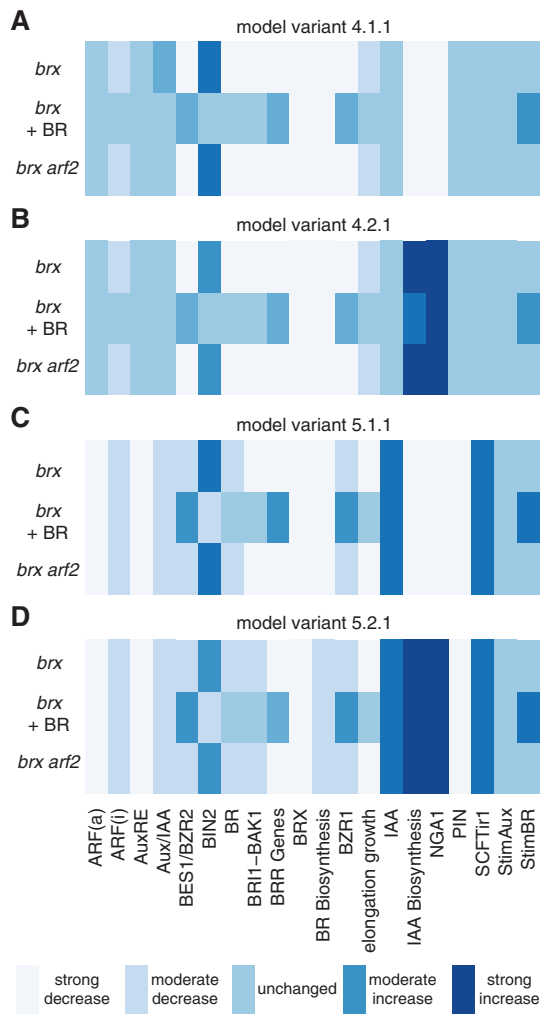 A
model variant 4.1.1
brx
brx
+ BR
brx arf2
B
model variant 4.2.1
brx
brx
+ BR
brx arf2
C
model variant 5.1.1
brx
brx
+ BR
brx arf2
D
model variant 5.2.1
brx
brx
+ BR
brx arf2
ARF(a)
ARF(i)
AuxRE
Aux/IAA
BES1/BZR2
BIN2
BR
BRI1−BAK1
BRR Genes
BRX
BR Biosynthesis
BZR1
elongation growth
IAA
IAA Biosynthesis
NGA1
PIN
SCFTir1
StimAux
StimBR
strong
decrease
moderate
decrease
unchanged
moderate
increase
strong
increase